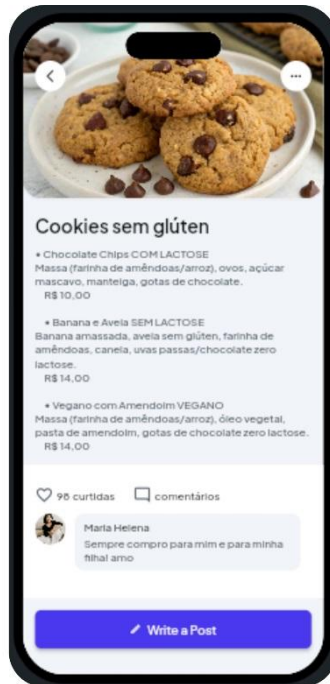 Cookies sem glúten
• Chocolate Chips COM LACTOSE
Massa (farinha de amêndoas/arroz), ovos, açúcar
mascavo, manteiga, gotas de chocolate.
R$ 10,00
• Banana e Aveia SEM LACTOSE
Banana amassada, aveia sem glúten, farinha de
amêndoas, canela, uvas passas/chocolate zero
lactose.
R$ 14,00
• Vegano com Amendoim VEGANO
Massa (farinha de amêndoas/arroz), óleo vegetal,
pasta de amendoim, gotas de chocolate zero lactose.
R$ 14,00
98 curtidas
comentários
Maria Helena
Sempre compro para mim e para minha
filha! amo
Write a Post